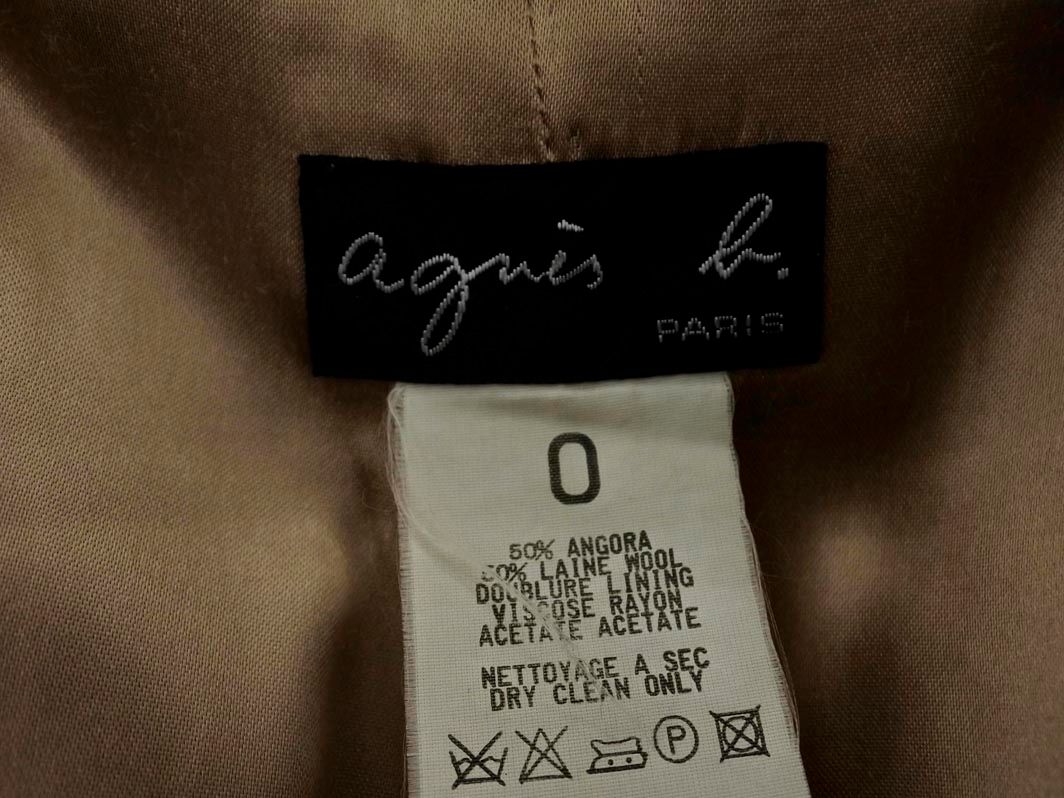 agnès b.
PARIS
0
50% ANGORA
50% LAINE WOOL
DOUBLURE LINING
VISCOSE RAYON
ACETATE ACETATE
NETTOYAGE A SEC
DRY CLEAN ONLY
P